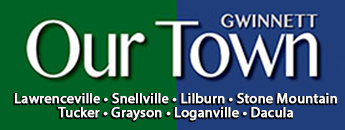 GWINNETT
Our Town
Lawrenceville • Snellville • Lilburn • Stone Mountain
Tucker • Grayson • Loganville • Dacula